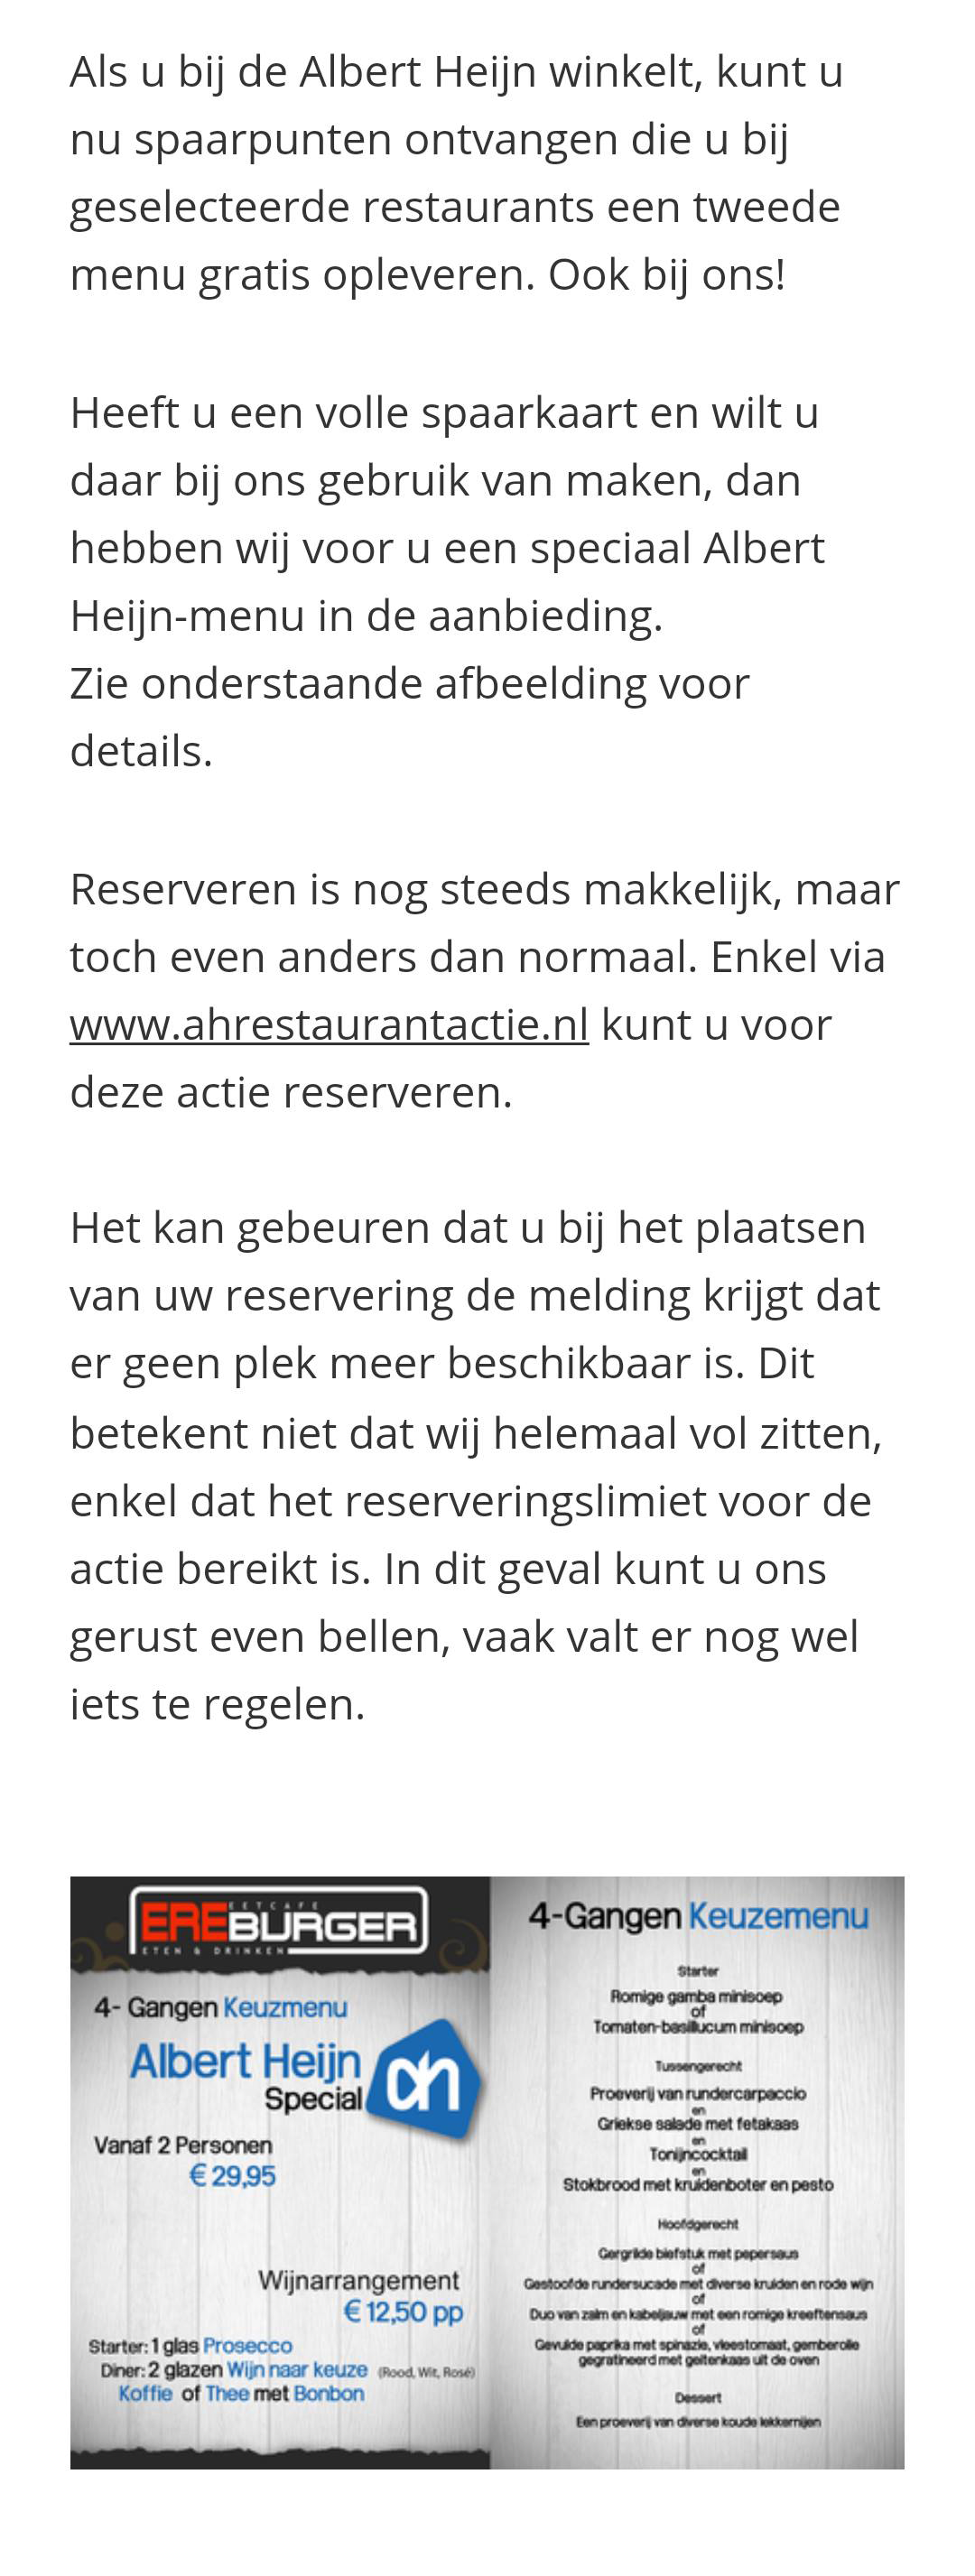 Als u bij de Albert Heijn winkelt, kunt u
nu spaarpunten ontvangen die u bij
geselecteerde restaurants een tweede
menu gratis opleveren. Ook bij ons!
Heeft u een volle spaarkaart en wilt u
daar bij ons gebruik van maken, dan
hebben wij voor u een speciaal Albert
Heijn-menu in de aanbieding.
Zie onderstaande afbeelding voor
details.
Reserveren is nog steeds makkelijk, maar
toch even anders dan normaal. Enkel via
www.ahrestaurantactie.nl kunt u voor
deze actie reserveren.
Het kan gebeuren dat u bij het plaatsen
van uw reservering de melding krijgt dat
er geen plek meer beschikbaar is. Dit
betekent niet dat wij helemaal vol zitten,
enkel dat het reserveringslimiet voor de
actie bereikt is. In dit geval kunt u ons
gerust even bellen, vaak valt er nog wel
iets te regelen.
EETCAFE
EREBURGER
ETEN & DRINKEN
4- Gangen Keuzmenu
Albert Heijn
Special
ah
Vanaf 2 Personen
€ 29,95
Wijnarrangement
€ 12,50 pp
Starter: 1 glas Prosecco
Diner: 2 glazen Wijn naar keuze (Rood, Wit, Rosé)
Koffie of Thee met Bonbon
4-Gangen Keuzemenu
Starter
Romige gamba minisoep
of
Tomaten-basillucum minisoep
Tussengerecht
Proeverij van rundercarpaccio
en
Griekse salade met fetakaas
en
Tonijncocktail
en
Stokbrood met kruidenboter en pesto
Hoofdgerecht
Gergrilde biefstuk met pepersaus
of
Gestoofde rundersucade met diverse kruiden en rode wijn
of
Duo van zalm en kabeljauw met een romige kreeftensaus
of
Gevulde paprika met spinazie, vleestomaat, gemberolie
gegratineerd met geitenkaas uit de oven
Dessert
Een proeverij van diverse koude lekkernijen